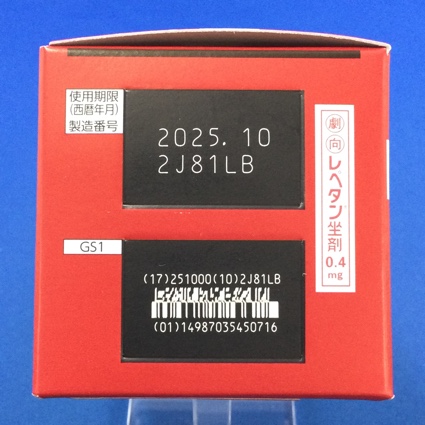 使用期限
(西暦年月)
製造番号
2025.10
2J81LB
劇 向 レペタン坐剤 0.4 mg
GS1
(17)251000(10)2J81LB
(01)14987035450716